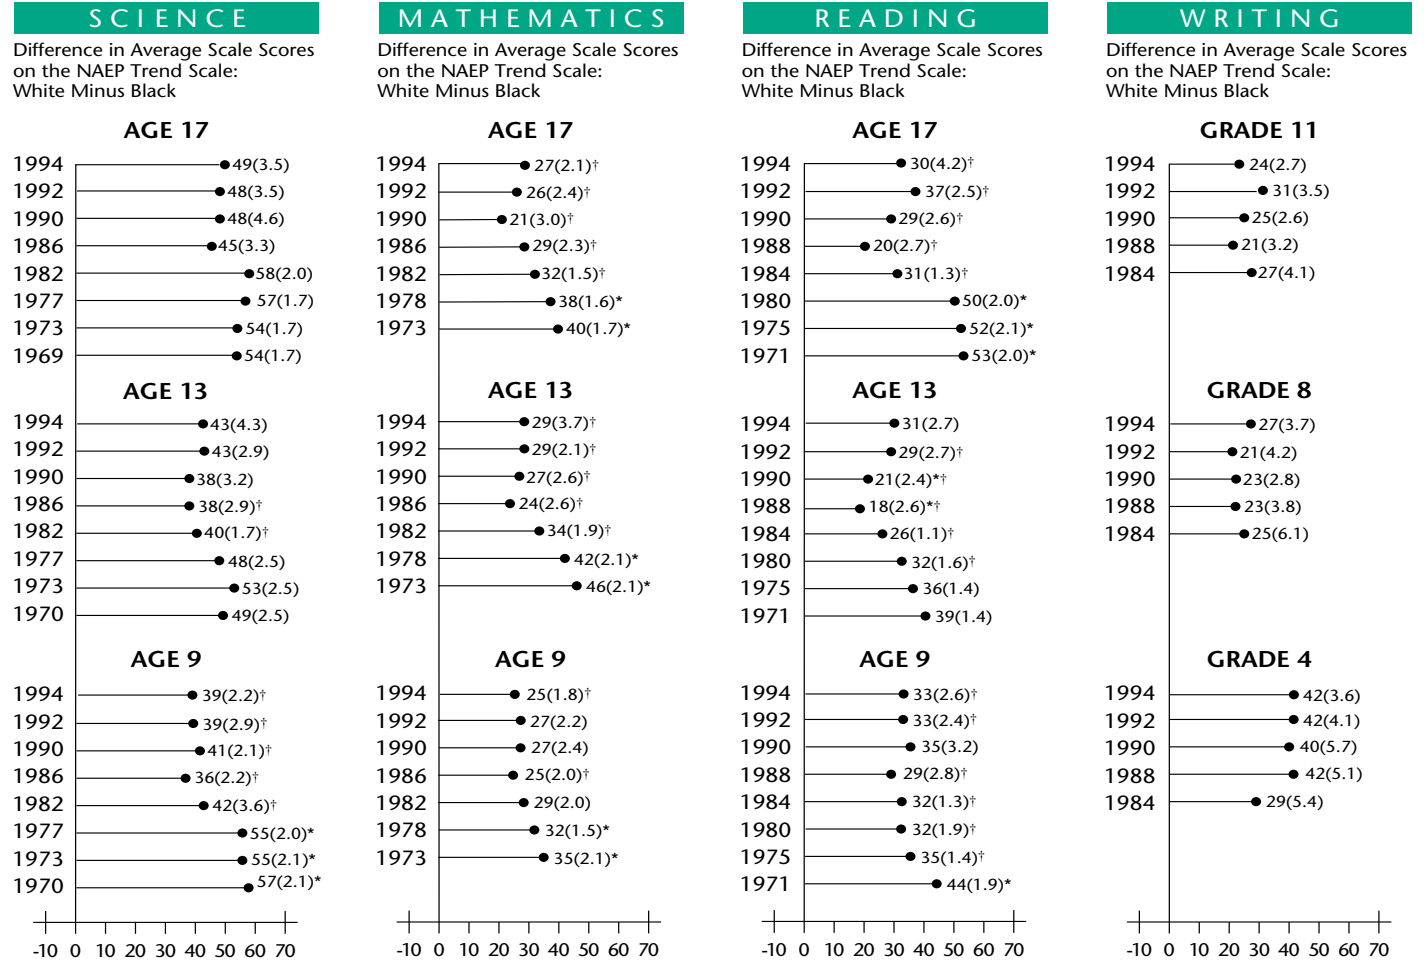 SCIENCE
Difference in Average Scale Scores
on the NAEP Trend Scale:
White Minus Black
AGE 17
1994 49(3.5)
1992 48(3.5)
1990 48(4.6)
1986 45(3.3)
1982 58(2.0)
1977 57(1.7)
1973 54(1.7)
1969 54(1.7)
AGE 13
1994 43(4.3)
1992 43(2.9)
1990 38(3.2)
1986 38(2.9)†
1982 40(1.7)†
1977 48(2.5)
1973 53(2.5)
1970 49(2.5)
AGE 9
1994 39(2.2)†
1992 39(2.9)†
1990 41(2.1)†
1986 36(2.2)†
1982 42(3.6)†
1977 55(2.0)*
1973 55(2.1)*
1970 57(2.1)*
-10 0 10 20 30 40 50 60 70
MATHEMATICS
Difference in Average Scale Scores
on the NAEP Trend Scale:
White Minus Black
AGE 17
1994 27(2.1)†
1992 26(2.4)†
1990 21(3.0)†
1986 29(2.3)†
1982 32(1.5)†
1978 38(1.6)*
1973 40(1.7)*
AGE 13
1994 29(3.7)†
1992 29(2.1)†
1990 27(2.6)†
1986 24(2.6)†
1982 34(1.9)†
1978 42(2.1)*
1973 46(2.1)*
AGE 9
1994 25(1.8)†
1992 27(2.2)
1990 27(2.4)
1986 25(2.0)†
1982 29(2.0)
1978 32(1.5)*
1973 35(2.1)*
-10 0 10 20 30 40 50 60 70
READING
Difference in Average Scale Scores
on the NAEP Trend Scale:
White Minus Black
AGE 17
1994 30(4.2)†
1992 37(2.5)†
1990 29(2.6)†
1988 20(2.7)†
1984 31(1.3)†
1980 50(2.0)*
1975 52(2.1)*
1971 53(2.0)*
AGE 13
1994 31(2.7)
1992 29(2.7)†
1990 21(2.4)*†
1988 18(2.6)*†
1984 26(1.1)†
1980 32(1.6)†
1975 36(1.4)
1971 39(1.4)
AGE 9
1994 33(2.6)†
1992 33(2.4)†
1990 35(3.2)
1988 29(2.8)†
1984 32(1.3)†
1980 32(1.9)†
1975 35(1.4)†
1971 44(1.9)*
-10 0 10 20 30 40 50 60 70
WRITING
Difference in Average Scale Scores
on the NAEP Trend Scale:
White Minus Black
GRADE 11
1994 24(2.7)
1992 31(3.5)
1990 25(2.6)
1988 21(3.2)
1984 27(4.1)
GRADE 8
1994 27(3.7)
1992 21(4.2)
1990 23(2.8)
1988 23(3.8)
1984 25(6.1)
GRADE 4
1994 42(3.6)
1992 42(4.1)
1990 40(5.7)
1988 42(5.1)
1984 29(5.4)
-10 0 10 20 30 40 50 60 70